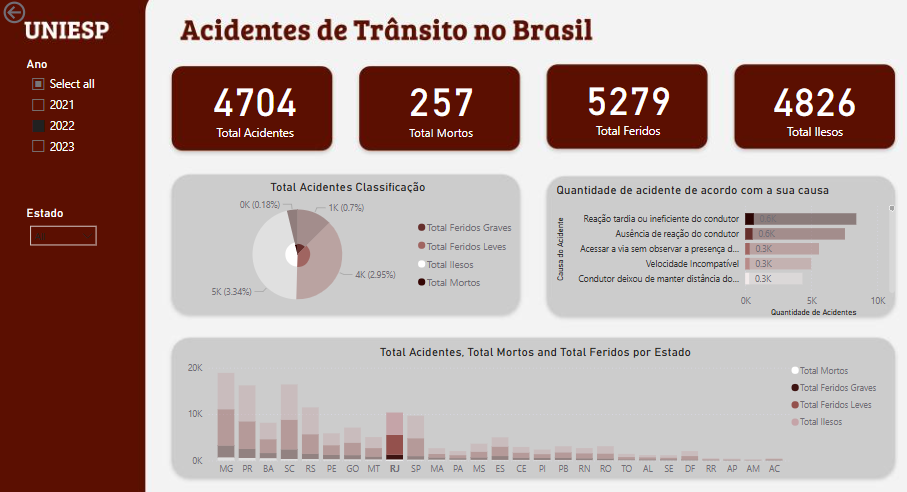 UNIESP
Acidentes de Trânsito no Brasil
Ano
Select all
2021
2022
2023
Estado
4704
Total Acidentes
257
Total Mortos
5279
Total Feridos
4826
Total Ilesos
Total Acidentes Classificação
0K (0.18%)
1K (0.7%)
4K (2.95%)
5K (3.34%)
Total Feridos Graves
Total Feridos Leves
Total Ilesos
Total Mortos
Quantidade de acidente de acordo com a sua causa
Causa do Acidente
Reação tardia ou ineficiente do condutor 0.6K
Ausência de reação do condutor 0.6K
Acessar a via sem observar a presença d... 0.3K
Velocidade Incompatível 0.3K
Condutor deixou de manter distância do... 0.3K
0K 5K 10K
Quantidade de Acidentes
Total Acidentes, Total Mortos and Total Feridos por Estado
20K
10K
0K
MG PR BA SC RS PE GO MT RJ SP MA PA MS ES CE PI PB RN RO TO AL SE DF RR AP AM AC
Total Mortos
Total Feridos Graves
Total Feridos Leves
Total Ilesos